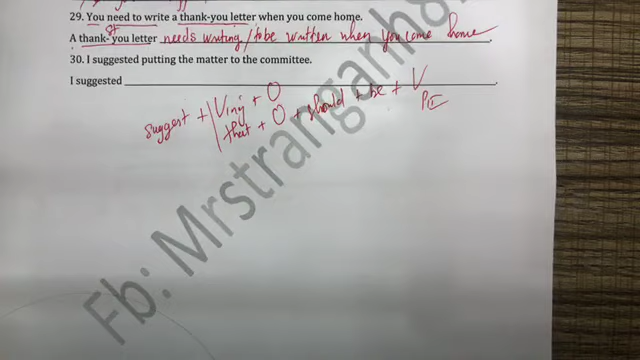 29. You need to write a thank-you letter when you come home.
A thank-you letter needs writing / to be written when you come home.
30. I suggested putting the matter to the committee.
I suggested
suggest + Ving + O
that + O + should + be + V
PII
Fb: Mrstranganh8